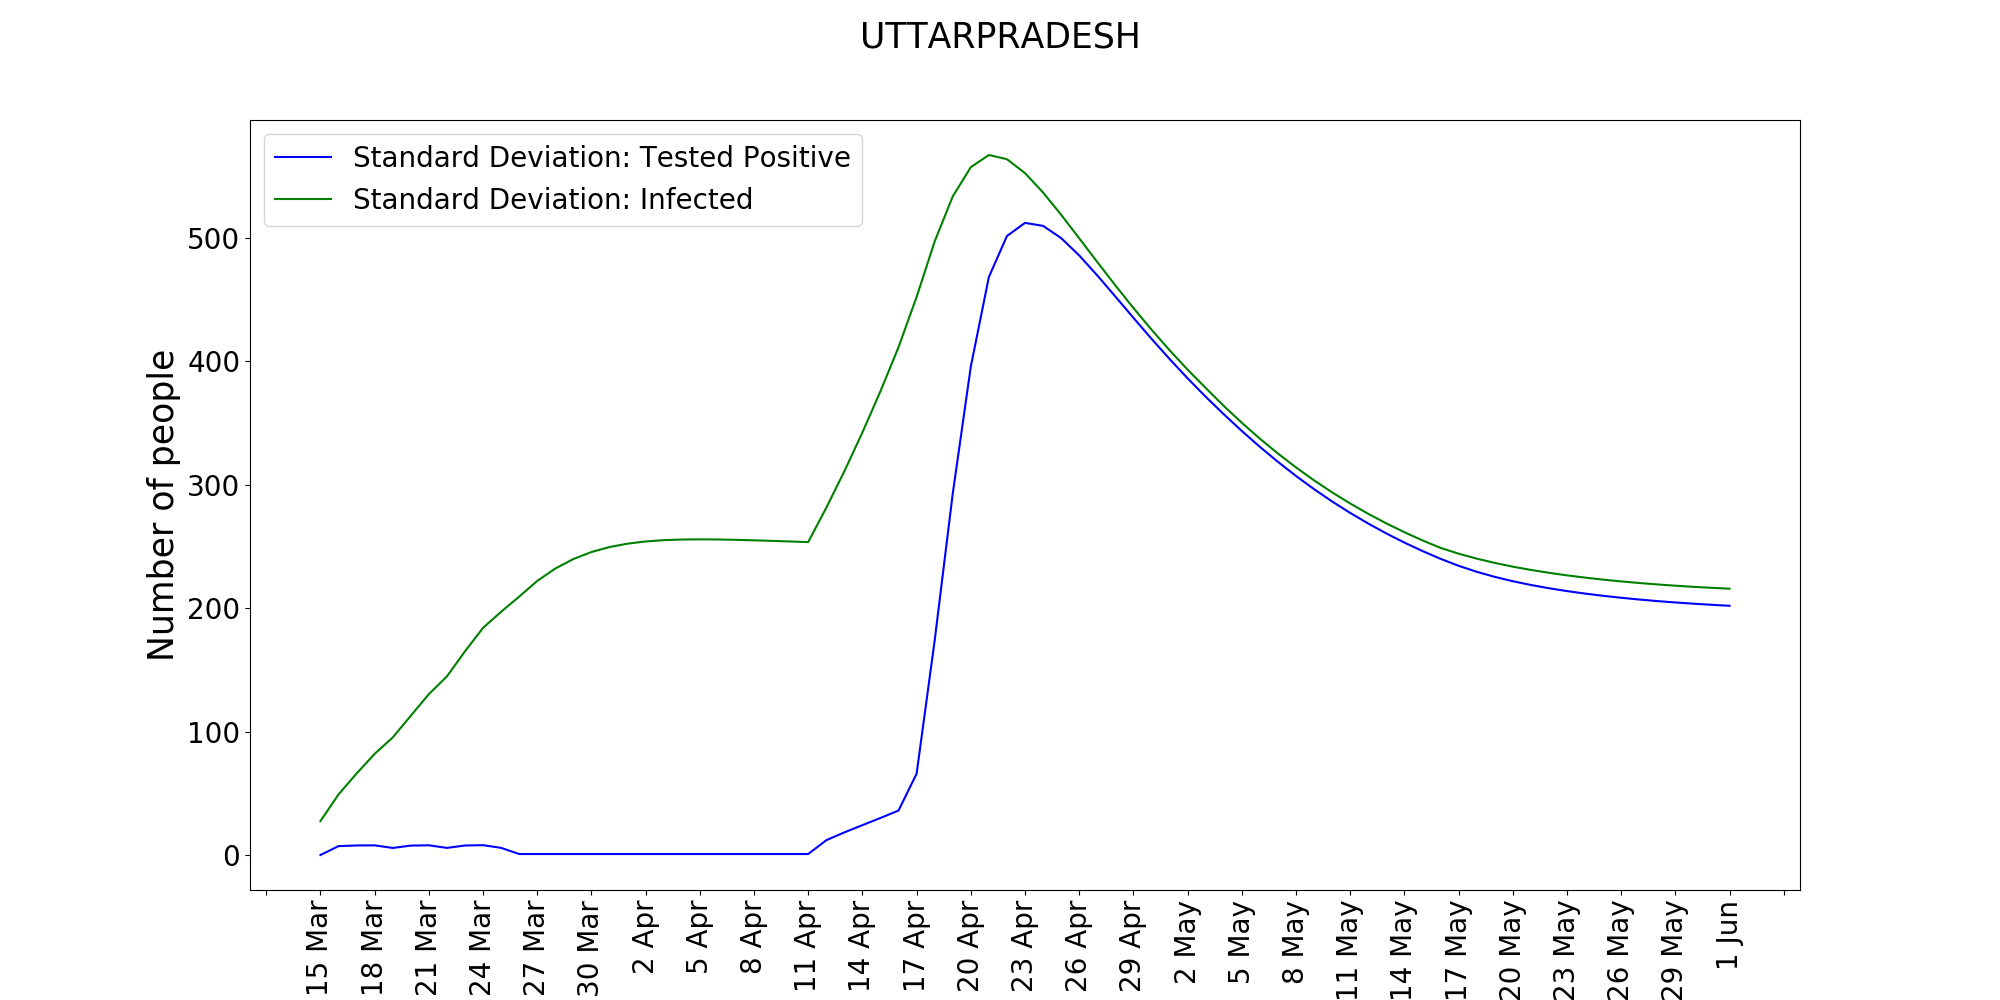 UTTARPRADESH
Standard Deviation: Tested Positive
Standard Deviation: Infected
Number of people
500
400
300
200
100
0
15 Mar
18 Mar
21 Mar
24 Mar
27 Mar
30 Mar
2 Apr
5 Apr
8 Apr
11 Apr
14 Apr
17 Apr
20 Apr
23 Apr
26 Apr
29 Apr
2 May
5 May
8 May
11 May
14 May
17 May
20 May
23 May
26 May
29 May
1 Jun